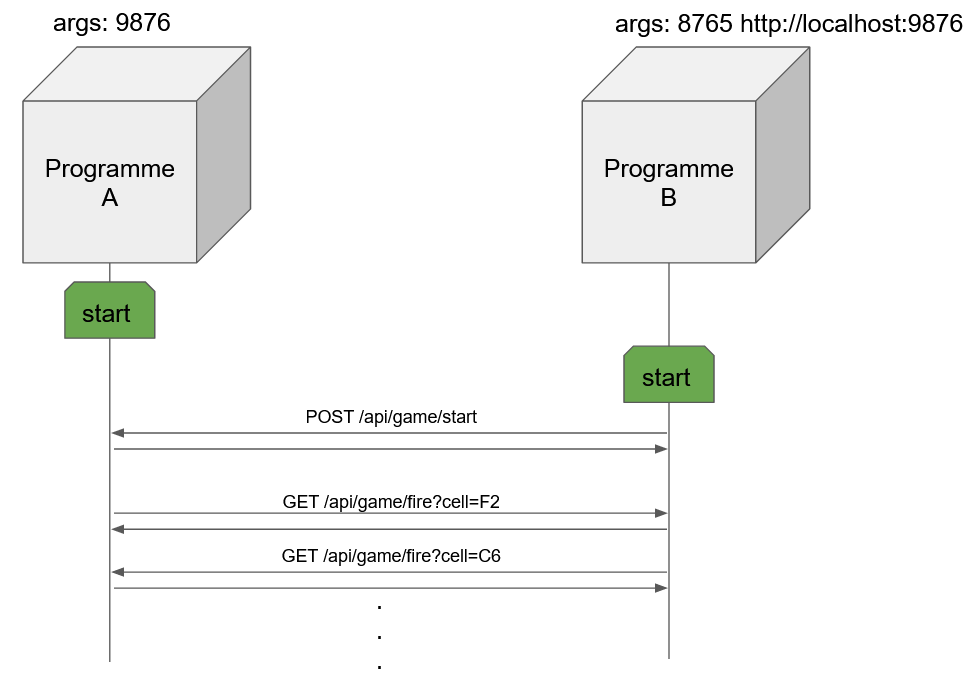 args: 9876
args: 8765 http://localhost:9876
Programme
A
Programme
B
start
start
POST /api/game/start
GET /api/game/fire?cell=F2
GET /api/game/fire?cell=C6
.
.
.